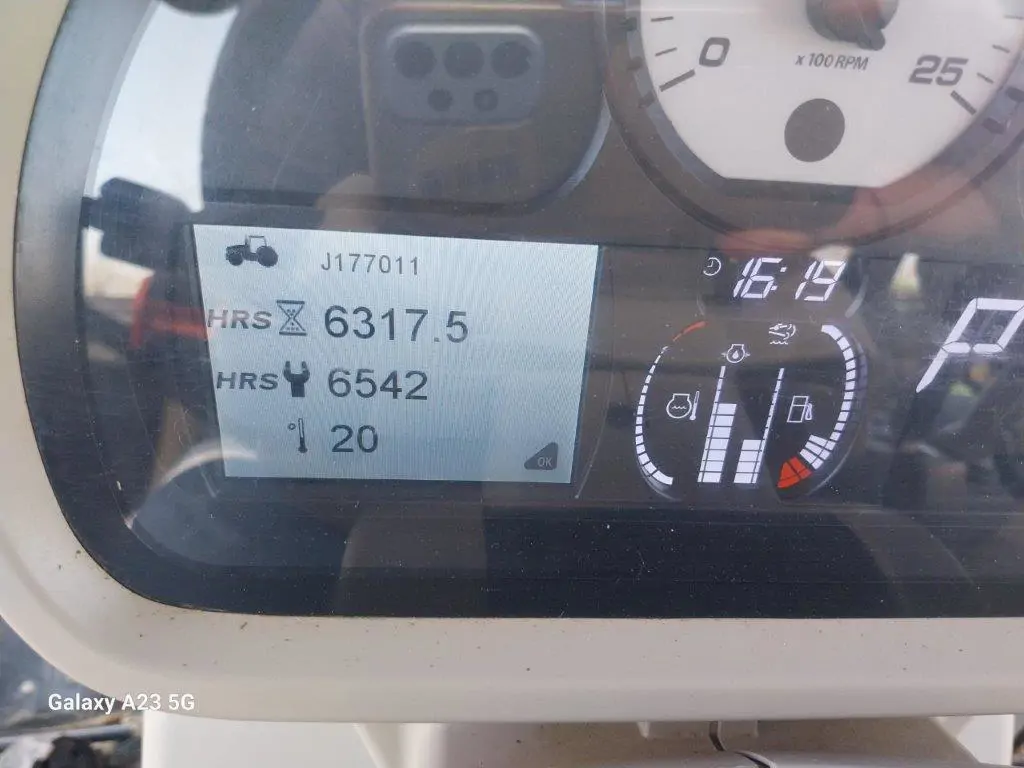 0
x 100 RPM
25
J177011
16:19
HRS 6317.5
HRS 6542
° 20
OK
P
Galaxy A23 5G